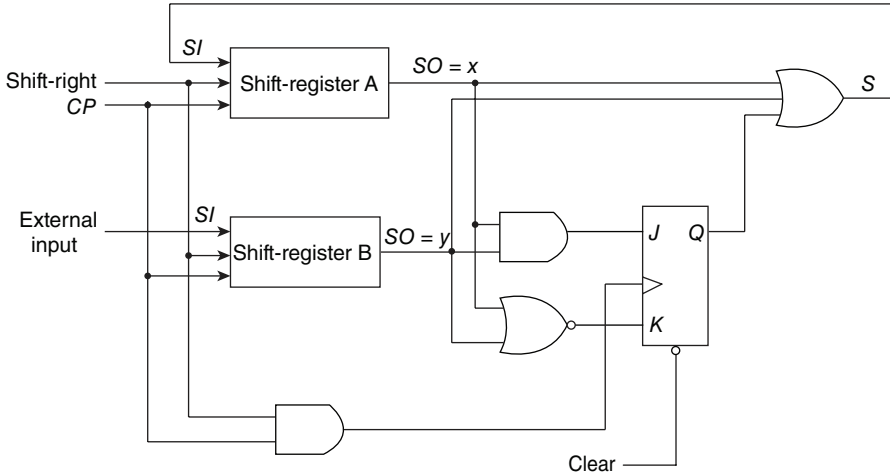 SI
Shift-right
CP
Shift-register A
SO = x
S
External
input
SI
Shift-register B
SO = y
J
Q
K
Clear